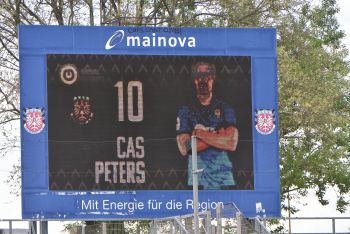 mainova
10
CAS
PETERS
Mit Energie für die Region